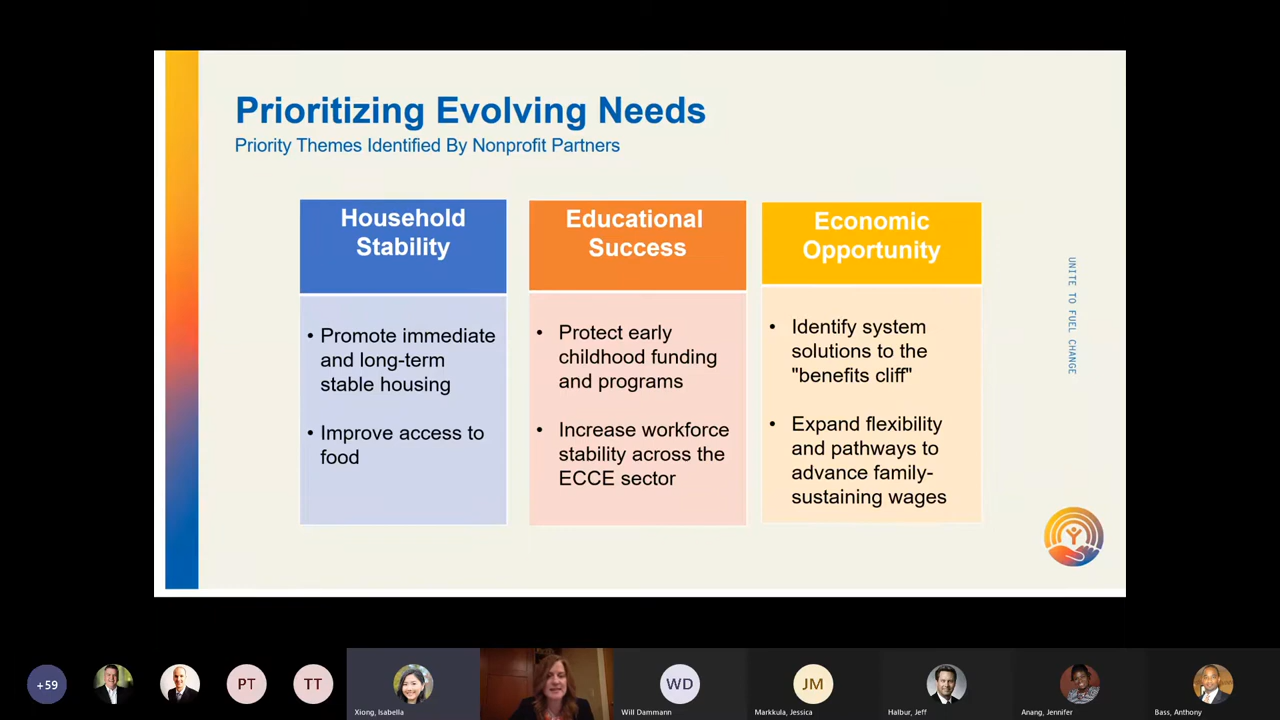 Prioritizing Evolving Needs
Priority Themes Identified By Nonprofit Partners
Household
Stability
• Promote immediate
and long-term
stable housing
• Improve access to
food
Educational
Success
• Protect early
childhood funding
and programs
• Increase workforce
stability across the
ECCE sector
Economic
Opportunity
• Identify system
solutions to the
"benefits cliff"
• Expand flexibility
and pathways to
advance family-
sustaining wages
UNITE TO FUEL CHANGE
+59
PT
TT
Xiong, Isabella
WD
Will Dammann
JM
Markkula, Jessica
Halbur, Jeff
Anang, Jennifer
Bass, Anthony